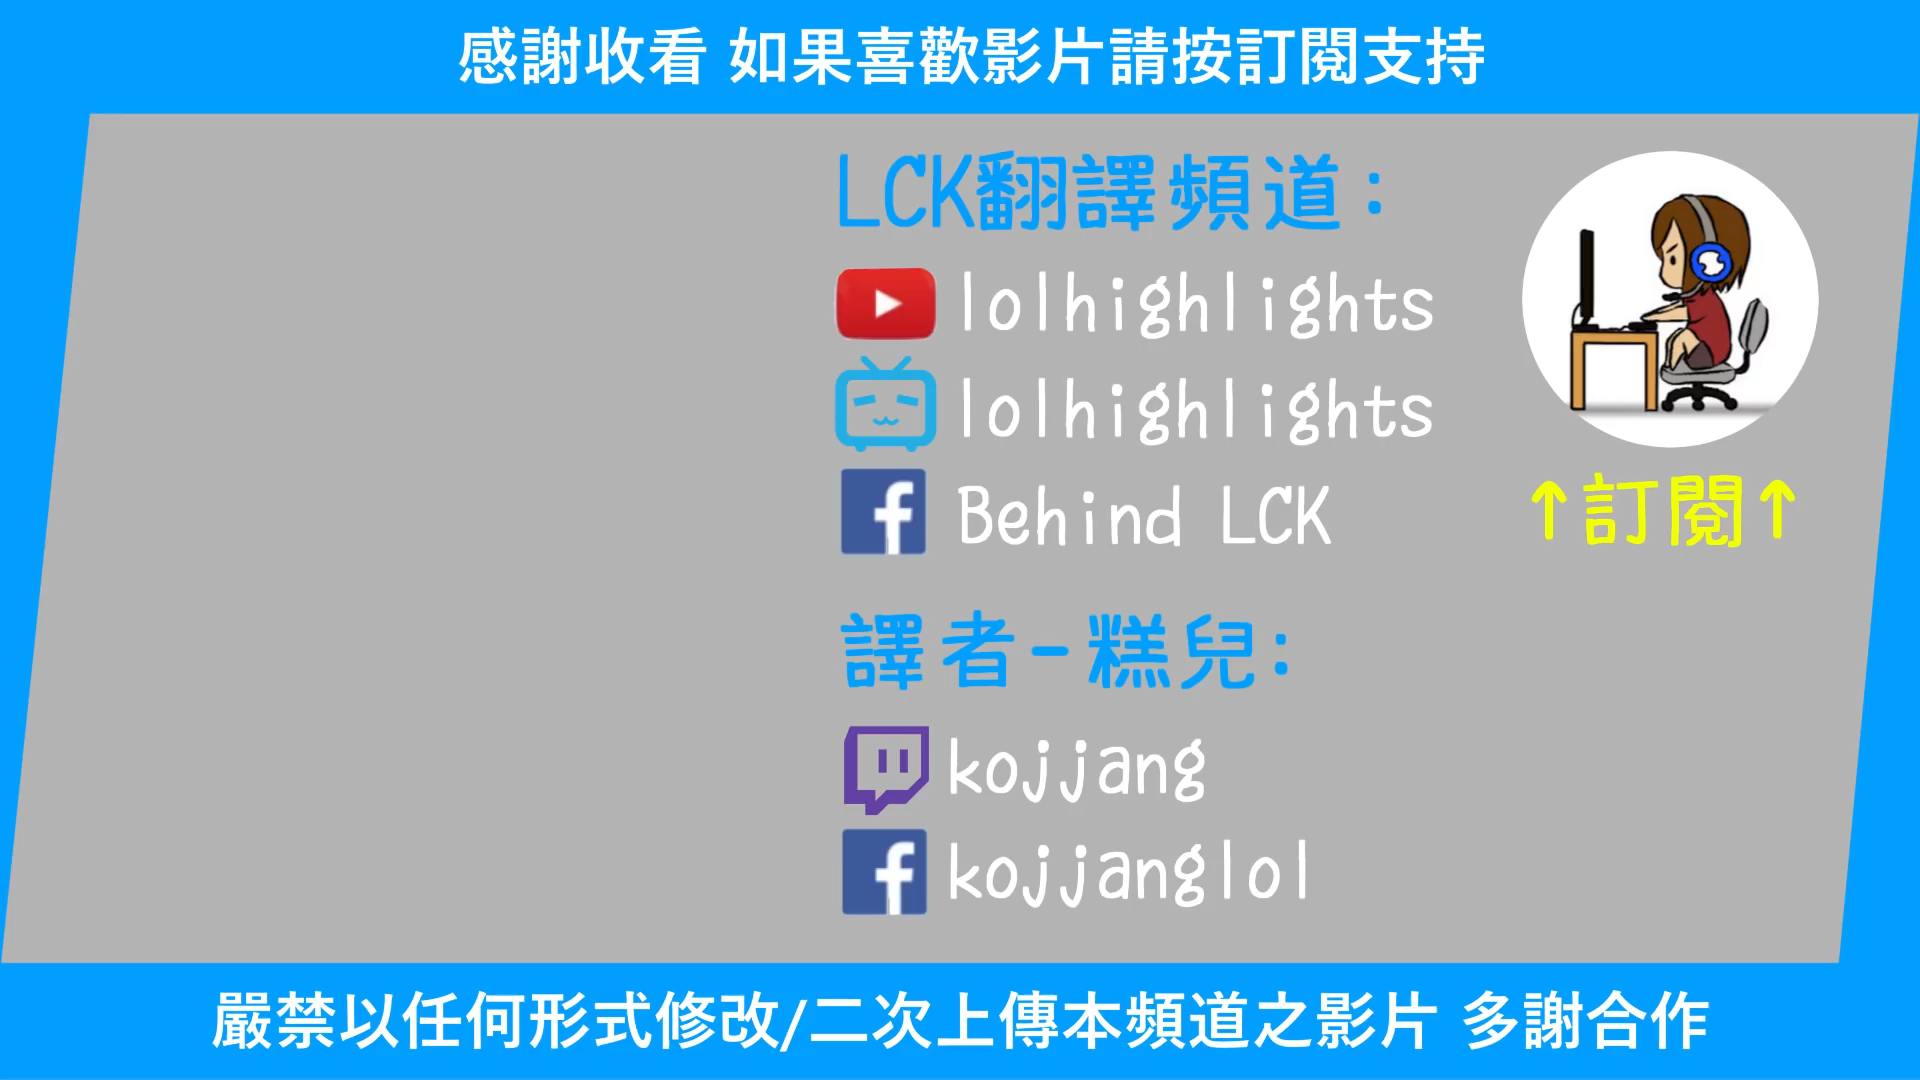 感謝收看 如果喜歡影片請按訂閱支持
LCK翻譯頻道:
lolhighlights
lolhighlights
Behind LCK
↑訂閱↑
譯者-糕兒:
kojjang
kojjanglol
嚴禁以任何形式修改/二次上傳本頻道之影片 多謝合作